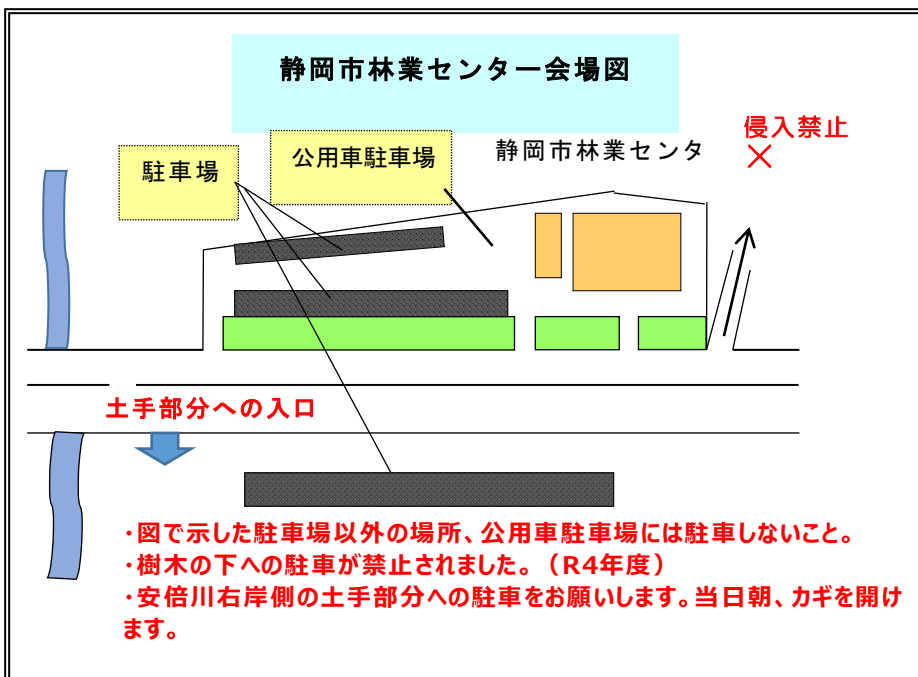 静岡市林業センター会場図
侵入禁止
×
静岡市林業センタ
公用車駐車場
駐車場
土手部分への入口
・図で示した駐車場以外の場所、公用車駐車場には駐車しないこと。
・樹木の下への駐車が禁止されました。（R4年度）
・安倍川右岸側の土手部分への駐車をお願いします。当日朝、カギを開け
ます。